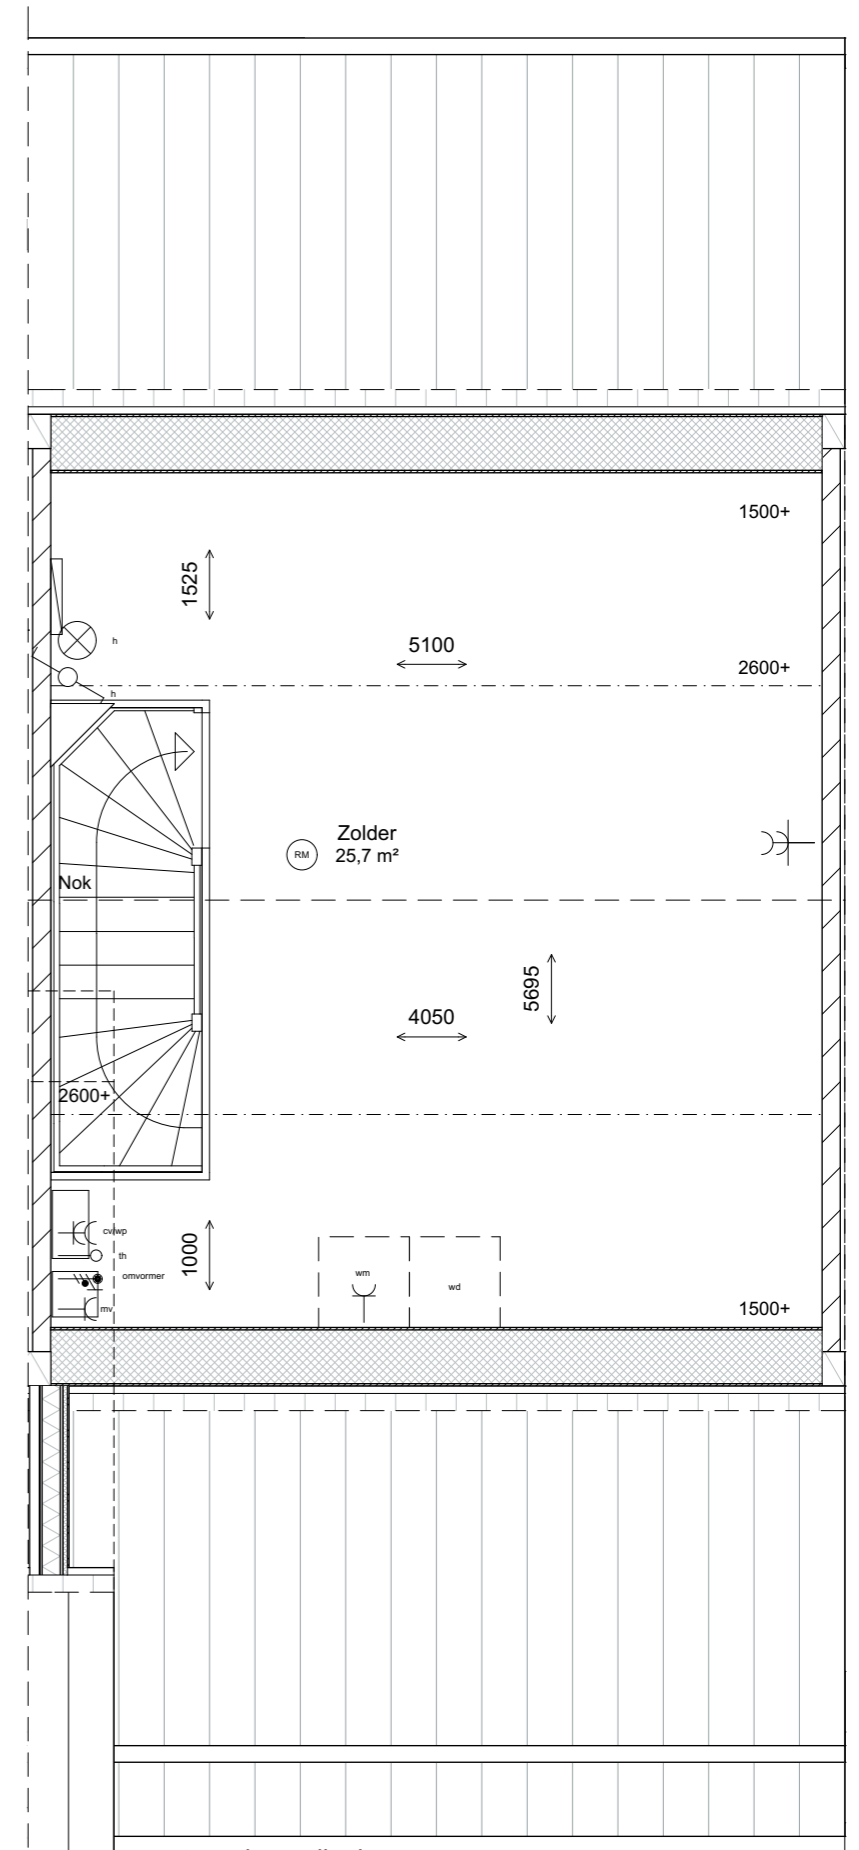 1500+
1525
h
5100
2600+
h
Zolder
RM
25,7 m²
Nok
5695
4050
2600+
cv/wp
1000
th
omvormer
wm
wd
mv
1500+